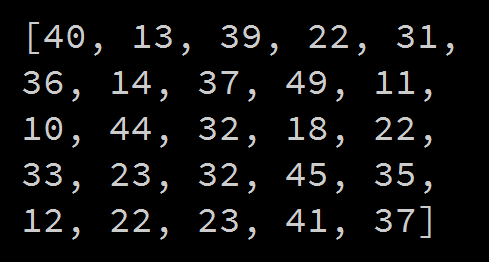 [40, 13, 39, 22, 31,
36, 14, 37, 49, 11,
10, 44, 32, 18, 22,
33, 23, 32, 45, 35,
12, 22, 23, 41, 37]